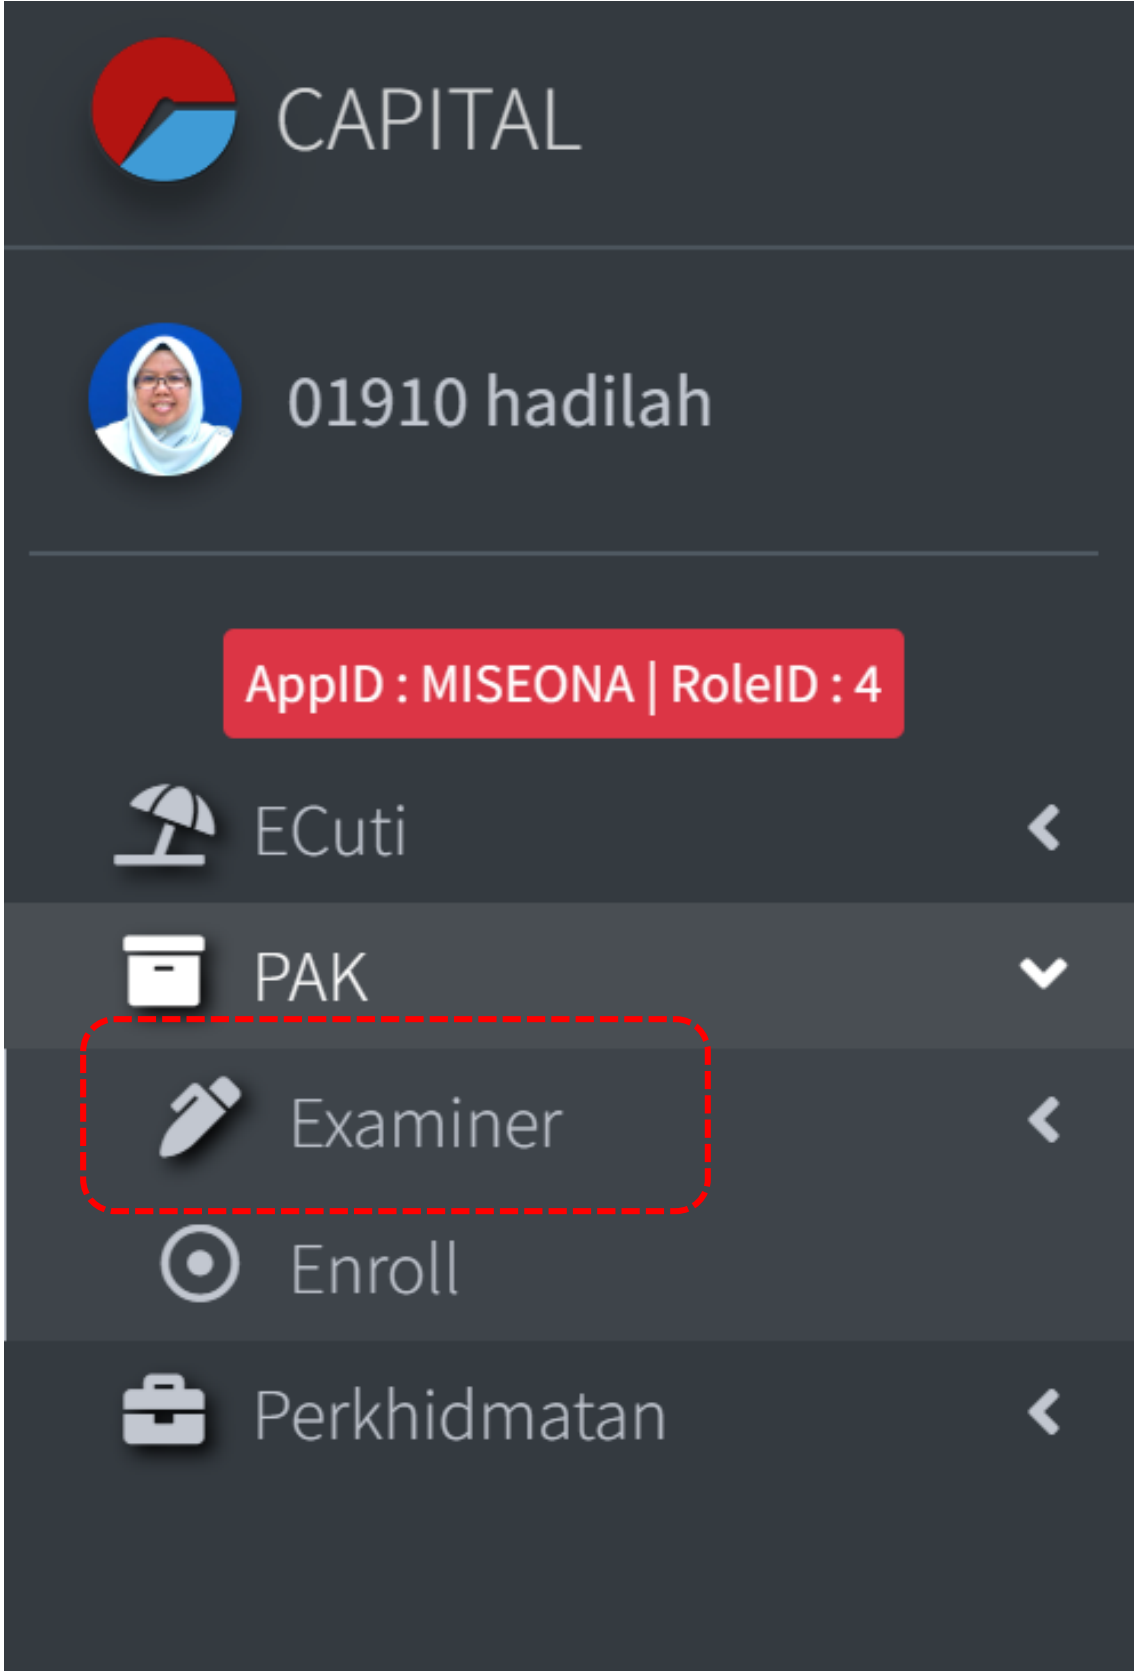 CAPITAL
01910 hadilah
AppID : MISEONA | RoleID : 4
ECuti
PAK
Examiner
Enroll
Perkhidmatan